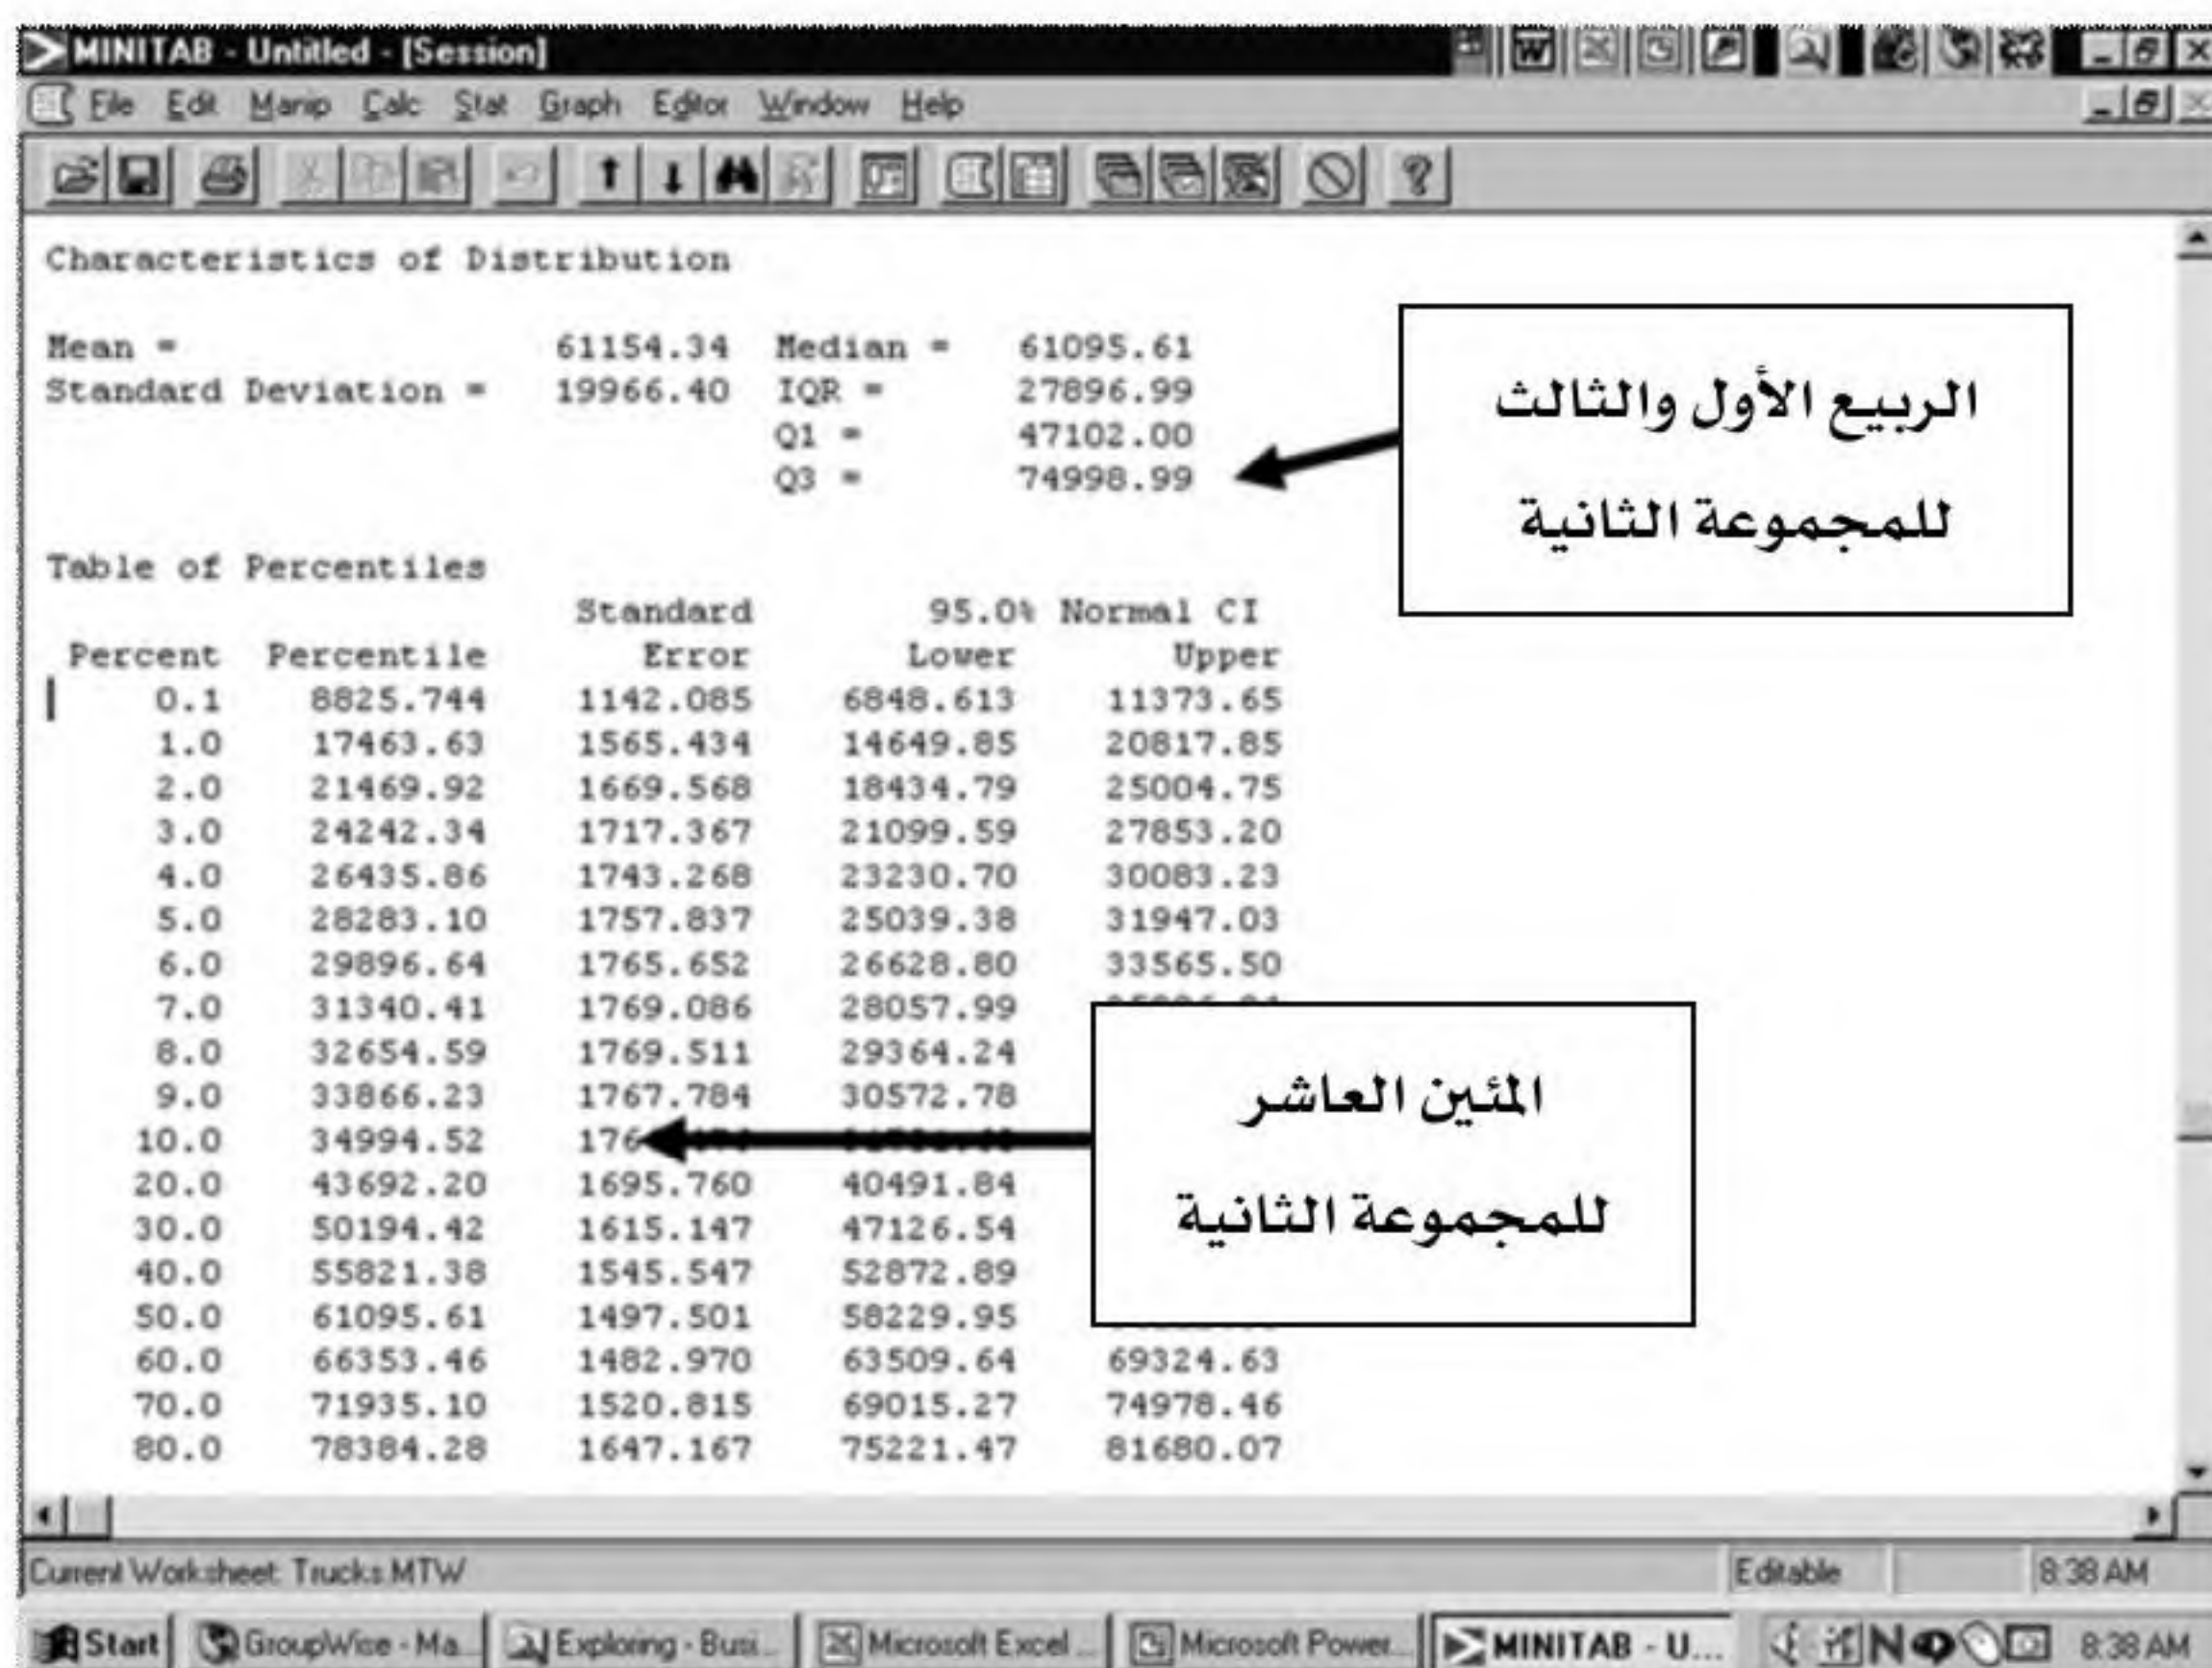 MINITAB - Untitled - [Session]
File Edit Manip Calc Stat Graph Editor Window Help
Characteristics of Distribution
Mean = 61154.34 Median = 61095.61
Standard Deviation = 19966.40 IQR = 27896.99
Q1 = 47102.00
Q3 = 74998.99
الربيع الأول والثالث
للمجموعة الثانية
Table of Percentiles
Standard 95.0% Normal CI
Percent Percentile Error Lower Upper
0.1 8825.744 1142.085 6848.613 11373.65
1.0 17463.63 1565.434 14649.85 20817.85
2.0 21469.92 1669.568 18434.79 25004.75
3.0 24242.34 1717.367 21099.59 27853.20
4.0 26435.86 1743.268 23230.70 30083.23
5.0 28283.10 1757.837 25039.38 31947.03
6.0 29896.64 1765.652 26628.80 33565.50
7.0 31340.41 1769.086 28057.99
8.0 32654.59 1769.511 29364.24
9.0 33866.23 1767.784 30572.78
10.0 34994.52
20.0 43692.20 1695.760 40491.84
30.0 50194.42 1615.147 47126.54
40.0 55821.38 1545.547 52872.89
50.0 61095.61 1497.501 58229.95
المئين العاشر
للمجموعة الثانية
60.0 66353.46 1482.970 63509.64 69324.63
70.0 71935.10 1520.815 69015.27 74978.46
80.0 78384.28 1647.167 75221.47 81680.07
Current Worksheet: Trucks.MTW Editable 8:38 AM
Start GroupWise - Ma... Exploring - Busi... Microsoft Excel ... Microsoft Power... MINITAB - U... 8:38 AM